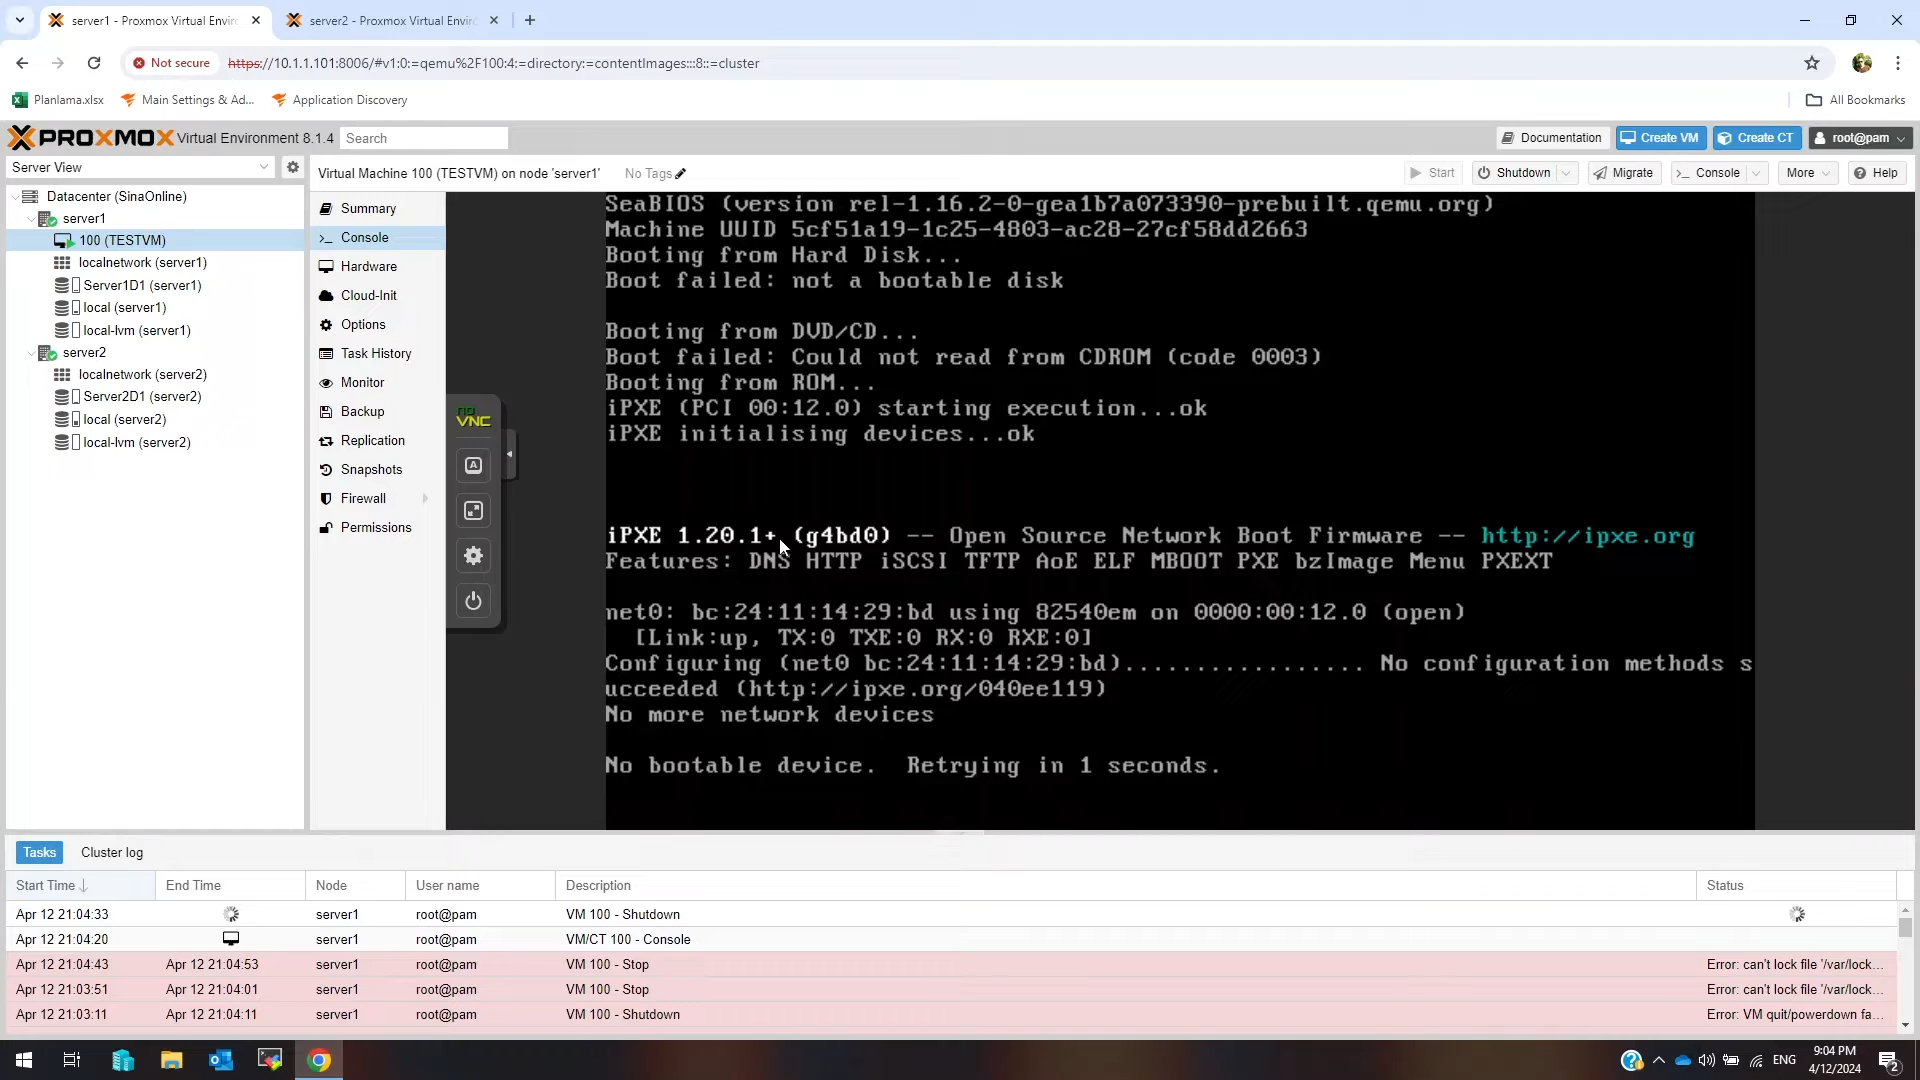 server1 - Proxmox Virtual Enviro
server2 - Proxmox Virtual Enviro
Not secure
https://10.1.1.101:8006/#v1:0:=qemu%2F100:4:=directory:=contentImages:::8::=cluster
Planlama.xlsx
Main Settings & Ad...
Application Discovery
All Bookmarks
PROXMOX Virtual Environment 8.1.4
Search
Documentation
Create VM
Create CT
root@pam
Server View
Virtual Machine 100 (TESTVM) on node 'server1'
No Tags
Start
Shutdown
Migrate
Console
More
Help
Datacenter (SinaOnline)
server1
100 (TESTVM)
localnetwork (server1)
Server1D1 (server1)
local (server1)
local-lvm (server1)
server2
localnetwork (server2)
Server2D1 (server2)
local (server2)
local-lvm (server2)
Summary
Console
Hardware
Cloud-Init
Options
Task History
Monitor
Backup
Replication
Snapshots
Firewall
Permissions
no
VNC
A
SeaBIOS (version rel-1.16.2-0-gea1b7a073390-prebuilt.qemu.org)
Machine UUID 5cf51a19-1c25-4803-ac28-27cf58dd2663
Booting from Hard Disk...
Boot failed: not a bootable disk
Booting from DVD/CD...
Boot failed: Could not read from CDROM (code 0003)
Booting from ROM...
iPXE (PCI 00:12.0) starting execution...ok
iPXE initialising devices...ok
iPXE 1.20.1+ (g4bd0) -- Open Source Network Boot Firmware -- http://ipxe.org
Features: DNS HTTP iSCSI TFTP AoE ELF MBOOT PXE bzImage Menu PXEXT
net0: bc:24:11:14:29:bd using 82540em on 0000:00:12.0 (open)
[Link:up, TX:0 TXE:0 RX:0 RXE:0]
Configuring (net0 bc:24:11:14:29:bd)................. No configuration methods s
ucceeded (http://ipxe.org/040ee119)
No more network devices
No bootable device. Retrying in 1 seconds.
Tasks
Cluster log
Start Time
End Time
Node
User name
Description
Status
Apr 12 21:04:33 server1 root@pam VM 100 - Shutdown
Apr 12 21:04:20 server1 root@pam VM/CT 100 - Console
Apr 12 21:04:43 Apr 12 21:04:53 server1 root@pam VM 100 - Stop Error: can't lock file '/var/lock...
Apr 12 21:03:51 Apr 12 21:04:01 server1 root@pam VM 100 - Stop Error: can't lock file '/var/lock...
Apr 12 21:03:11 Apr 12 21:04:11 server1 root@pam VM 100 - Shutdown Error: VM quit/powerdown fa...
ENG
9:04 PM
4/12/2024
2